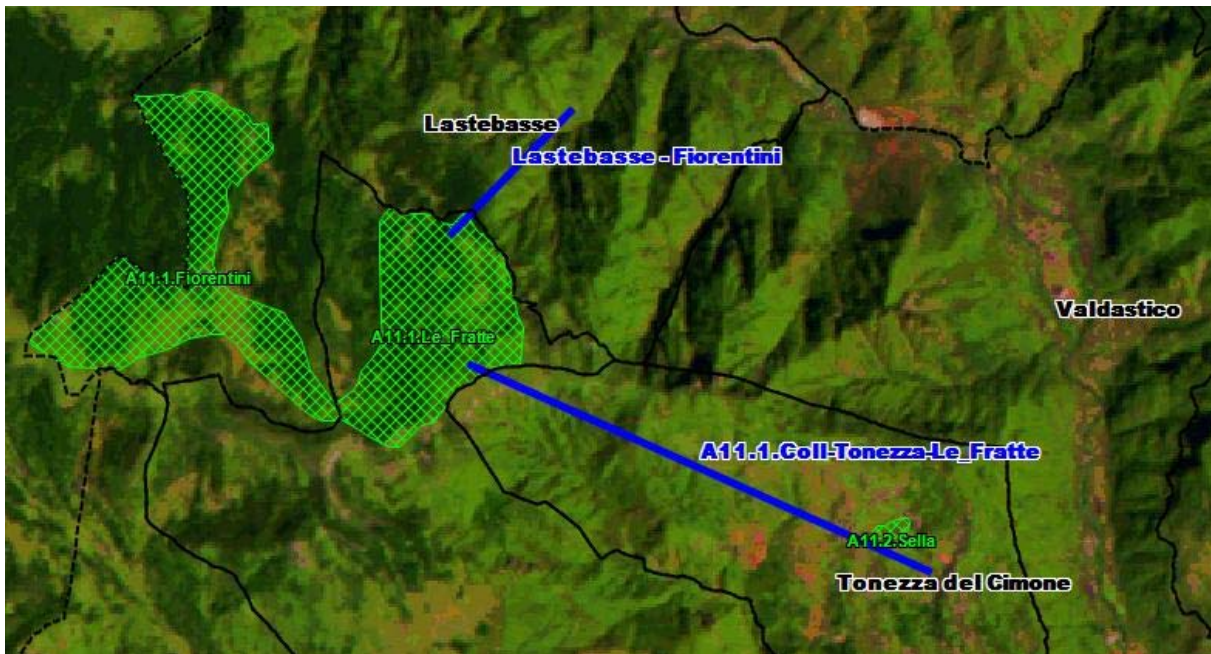 Lastebasse
Lastebasse - Fiorentini
A11.1.Fiorentini
Valdastico
A11.1.Le_Fratte
A11.1.Coll-Tonezza-Le_Fratte
A11.2.Sella
Tonezza del Cimone